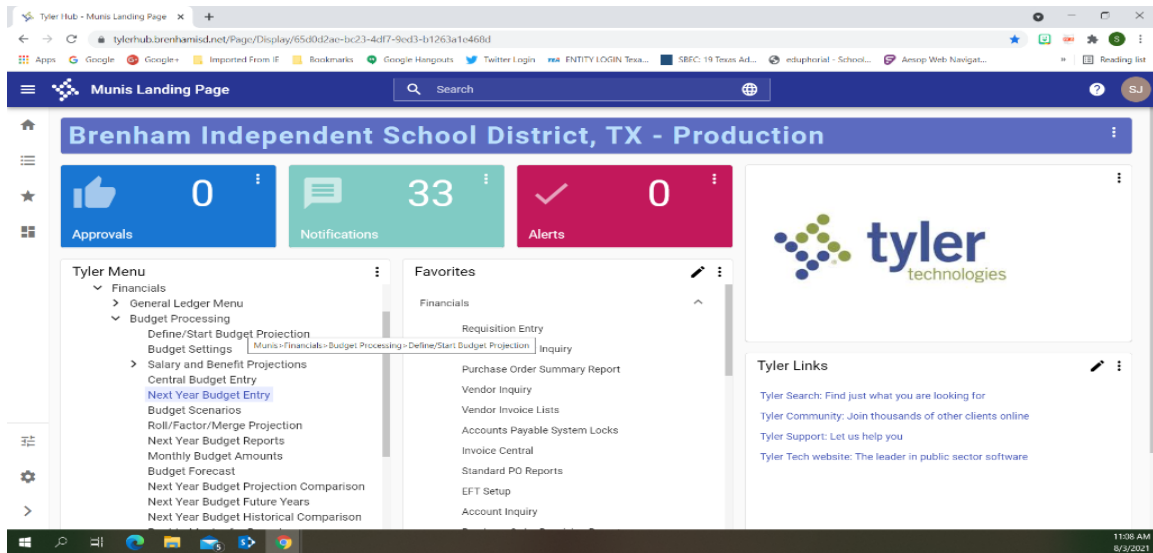 Tyler Hub - Munis Landing Page
tylerhub.brenhamisd.net/Page/Display/65d0d2ae-bc23-4df7-9ed3-b1263a1e468d
Apps Google Google+ Imported From IE Bookmarks Google Hangouts Twitter Login ENTITY LOGIN Texa... SBEC: 19 Texas Ad... eduphorial - School... Aesop Web Navigat... » Reading list
Munis Landing Page Search SJ
Brenham Independent School District, TX - Production
0 33 0
Approvals Notifications Alerts
tyler
technologies
Tyler Menu
Financials
General Ledger Menu
Budget Processing
Define/Start Budget Projection
Munis>Financials>Budget Processing>Define/Start Budget Projection
Budget Settings
Salary and Benefit Projections
Central Budget Entry
Next Year Budget Entry
Budget Scenarios
Roll/Factor/Merge Projection
Next Year Budget Reports
Monthly Budget Amounts
Budget Forecast
Next Year Budget Projection Comparison
Next Year Budget Future Years
Next Year Budget Historical Comparison
Favorites
Financials
Requisition Entry
Inquiry
Purchase Order Summary Report
Vendor Inquiry
Vendor Invoice Lists
Accounts Payable System Locks
Invoice Central
Standard PO Reports
EFT Setup
Account Inquiry
Tyler Links
Tyler Search: Find just what you are looking for
Tyler Community: Join thousands of other clients online
Tyler Support: Let us help you
Tyler Tech website: The leader in public sector software
11:08 AM
8/3/2021